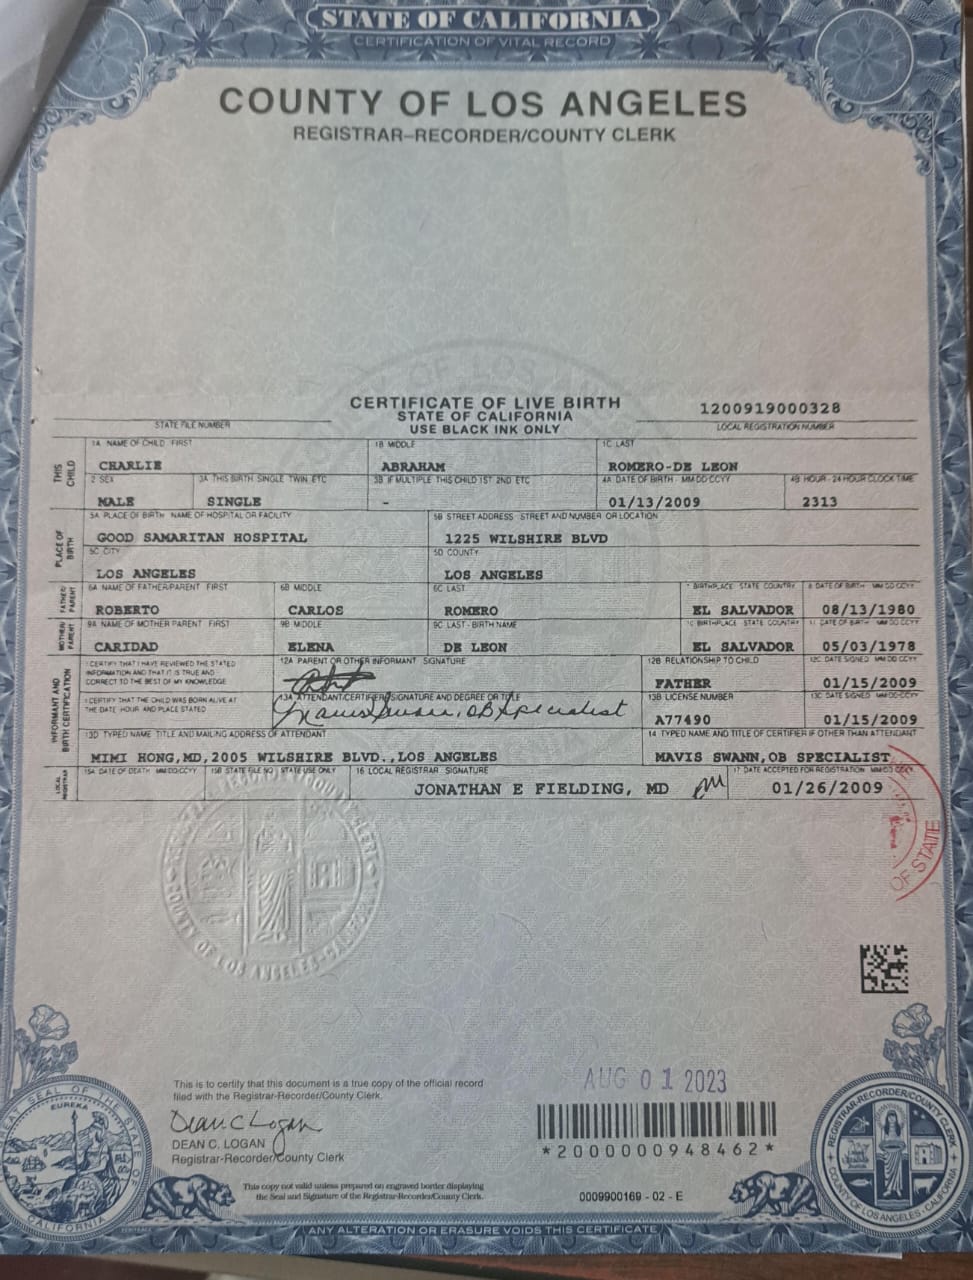 STATE OF CALIFORNIA
CERTIFICATION OF VITAL RECORD
COUNTY OF LOS ANGELES
REGISTRAR-RECORDER/COUNTY CLERK
CERTIFICATE OF LIVE BIRTH
STATE OF CALIFORNIA
USE BLACK INK ONLY
1200919000328
STATE FILE NUMBER
LOCAL REGISTRATION NUMBER
THIS CHILD
1A NAME OF CHILD FIRST 1B MIDDLE 1C LAST
CHARLIE ABRAHAM ROMERO-DE LEON
2 SEX 3A THIS BIRTH SINGLE TWIN ETC 3B IF MULTIPLE THIS CHILD 1ST 2ND ETC 4A DATE OF BIRTH MM DD CCYY 4B HOUR - 24 HOUR CLOCK TIME
MALE SINGLE - 01/13/2009 2313
PLACE OF BIRTH
5A PLACE OF BIRTH NAME OF HOSPITAL OR FACILITY 5B STREET ADDRESS STREET AND NUMBER OR LOCATION
GOOD SAMARITAN HOSPITAL 1225 WILSHIRE BLVD
5C CITY 5D COUNTY
LOS ANGELES LOS ANGELES
FATHER/ PARENT
6A NAME OF FATHER/PARENT FIRST 6B MIDDLE 6C LAST 7 BIRTHPLACE STATE COUNTRY 8 DATE OF BIRTH MM DD CCYY
ROBERTO CARLOS ROMERO EL SALVADOR 08/13/1980
MOTHER/ PARENT
9A NAME OF MOTHER PARENT FIRST 9B MIDDLE 9C LAST - BIRTH NAME BIRTHPLACE STATE COUNTRY 11 DATE OF BIRTH MM DD CCYY
CARIDAD ELENA DE LEON EL SALVADOR 05/03/1978
INFORMANT AND BIRTH CERTIFICATION
I CERTIFY THAT I HAVE REVIEWED THE STATED INFORMATION AND THAT IT IS TRUE AND CORRECT TO THE BEST OF MY KNOWLEDGE
12A PARENT OR OTHER INFORMANT SIGNATURE 12B RELATIONSHIP TO CHILD 12C DATE SIGNED MM DD CCYY
FATHER 01/15/2009
I CERTIFY THAT THE CHILD WAS BORN ALIVE AT THE DATE HOUR AND PLACE STATED
13A ATTENDANT/CERTIFIER SIGNATURE AND DEGREE OR TITLE 13B LICENSE NUMBER 13C DATE SIGNED MM DD CCYY
Mavis Swann, OB Specialist A77490 01/15/2009
13D TYPED NAME TITLE AND MAILING ADDRESS OF ATTENDANT 14 TYPED NAME AND TITLE OF CERTIFIER IF OTHER THAN ATTENDANT
MIMI HONG,MD,2005 WILSHIRE BLVD.,LOS ANGELES MAVIS SWANN,OB SPECIALIST
LOCAL REGISTRAR
15A DATE OF DEATH MM/DD/CCYY 15B STATE FILE NO STATE USE ONLY 16 LOCAL REGISTRAR SIGNATURE 17 DATE ACCEPTED FOR REGISTRATION MM/DD CCYY
JONATHAN E FIELDING, MD 01/26/2009
OF STATE
COUNTY OF LOS ANGELES-CALIFORNIA
This is to certify that this document is a true copy of the official record
filed with the Registrar-Recorder/County Clerk.
AUG 01 2023
Dean C Logan
DEAN C. LOGAN
Registrar-Recorder/County Clerk
*2000000948462*
This copy not valid unless prepared on engraved border displaying
the Seal and Signature of the Registrar-Recorder/County Clerk.
0009900169 - 02 - E
SEAL OF THE STATE OF CALIFORNIA
EUREKA
REGISTRAR-RECORDER/COUNTY CLERK
COUNTY OF LOS ANGELES - CALIFORNIA
ANY ALTERATION OR ERASURE VOIDS THIS CERTIFICATE